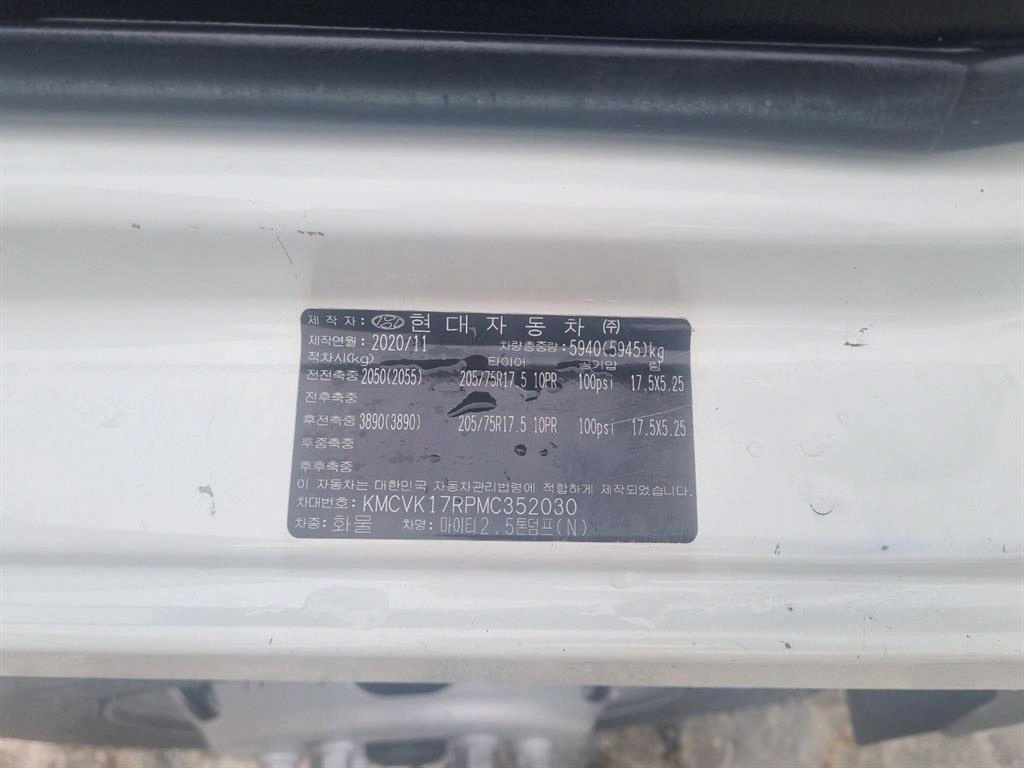 제 작 자 : 현 대 자 동 차 ㈜
제작연월 : 2020/11 차량총중량 : 5940(5945)kg
적차시(kg) 타이어 공기압 림
전전축중 2050(2055) 205/75R17.5 10PR 100psi 17.5X5.25
전후축중
후전축중 3890(3890) 205/75R17.5 10PR 100psi 17.5X5.25
후중축중
후후축중
이 자동차는 대한민국 자동차관리법령에 적합하게 제작되었습니다.
차대번호 : KMCVK17RPMC352030
차종 : 화물 차명 : 마이티2.5톤덤프(N)